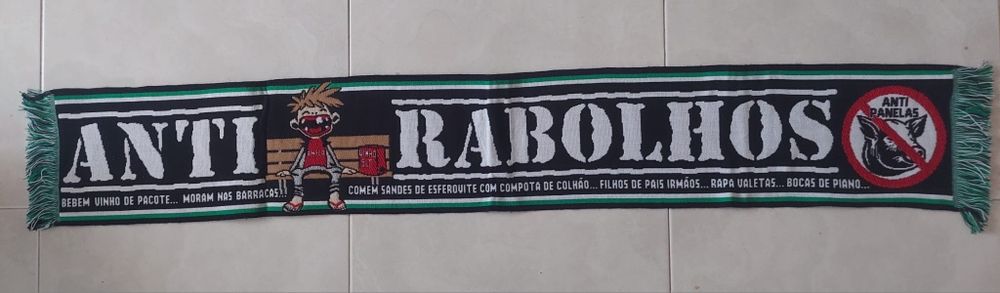 ANTI RABOLHOS
ANTI
PANELAS
BEBEM VINHO DE PACOTE... MORAM NAS BARRACAS... COMEM SANDES DE ESFEROVITE COM COMPOTA DE COLHÃO... FILHOS DE PAIS IRMÃOS... RAPA VALETAS... BOCAS DE PIANO...